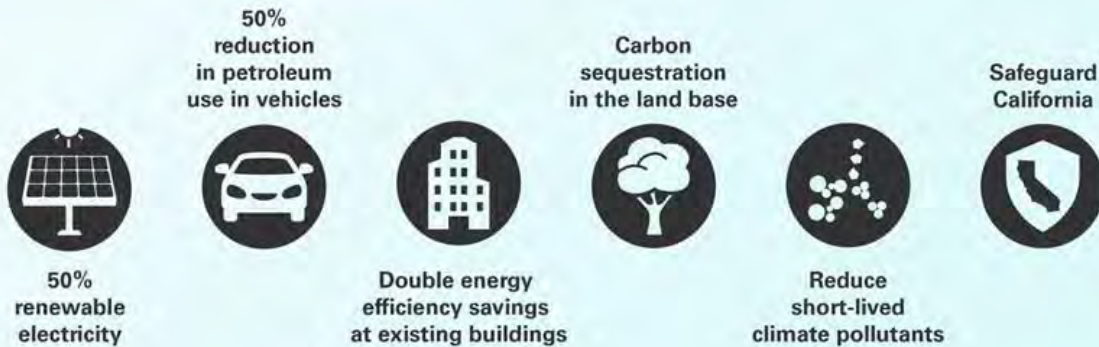 50%
renewable
electricity
50%
reduction
in petroleum
use in vehicles
Double energy
efficiency savings
at existing buildings
Carbon
sequestration
in the land base
Reduce
short-lived
climate pollutants
Safeguard
California